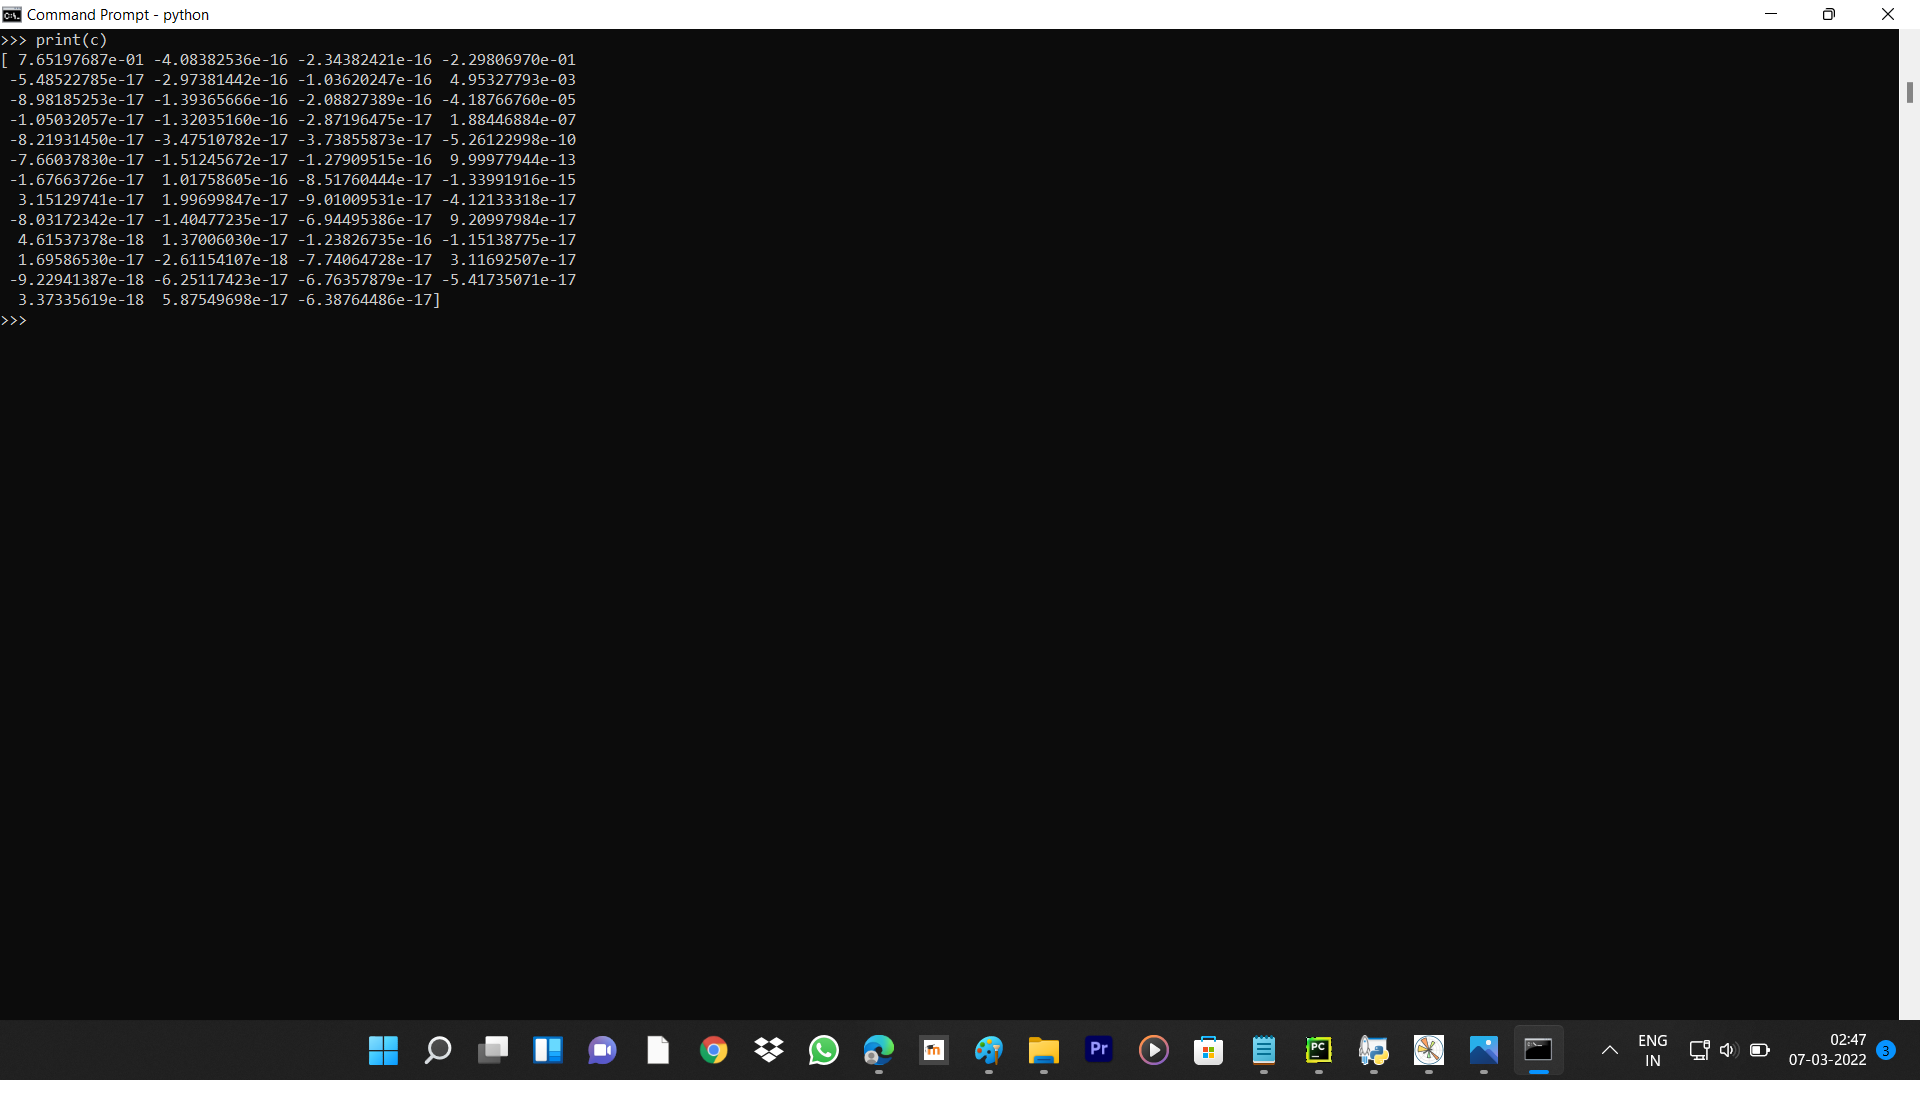 Command Prompt - python
>>> print(c)
[ 7.65197687e-01 -4.08382536e-16 -2.34382421e-16 -2.29806970e-01
 -5.48522785e-17 -2.97381442e-16 -1.03620247e-16  4.95327793e-03
 -8.98185253e-17 -1.39365666e-16 -2.08827389e-16 -4.18766760e-05
 -1.05032057e-17 -1.32035160e-16 -2.87196475e-17  1.88446884e-07
 -8.21931450e-17 -3.47510782e-17 -3.73855873e-17 -5.26122998e-10
 -7.66037830e-17 -1.51245672e-17 -1.27909515e-16  9.99977944e-13
 -1.67663726e-17  1.01758605e-16 -8.51760444e-17 -1.33991916e-15
  3.15129741e-17  1.99699847e-17 -9.01009531e-17 -4.12133318e-17
 -8.03172342e-17 -1.40477235e-17 -6.94495386e-17  9.20997984e-17
  4.61537378e-18  1.37006030e-17 -1.23826735e-16 -1.15138775e-17
  1.69586530e-17 -2.61154107e-18 -7.74064728e-17  3.11692507e-17
 -9.22941387e-18 -6.25117423e-17 -6.76357879e-17 -5.41735071e-17
  3.37335619e-18  5.87549698e-17 -6.38764486e-17]
>>>
m
Pr
PC
ENG
IN
02:47
07-03-2022
3